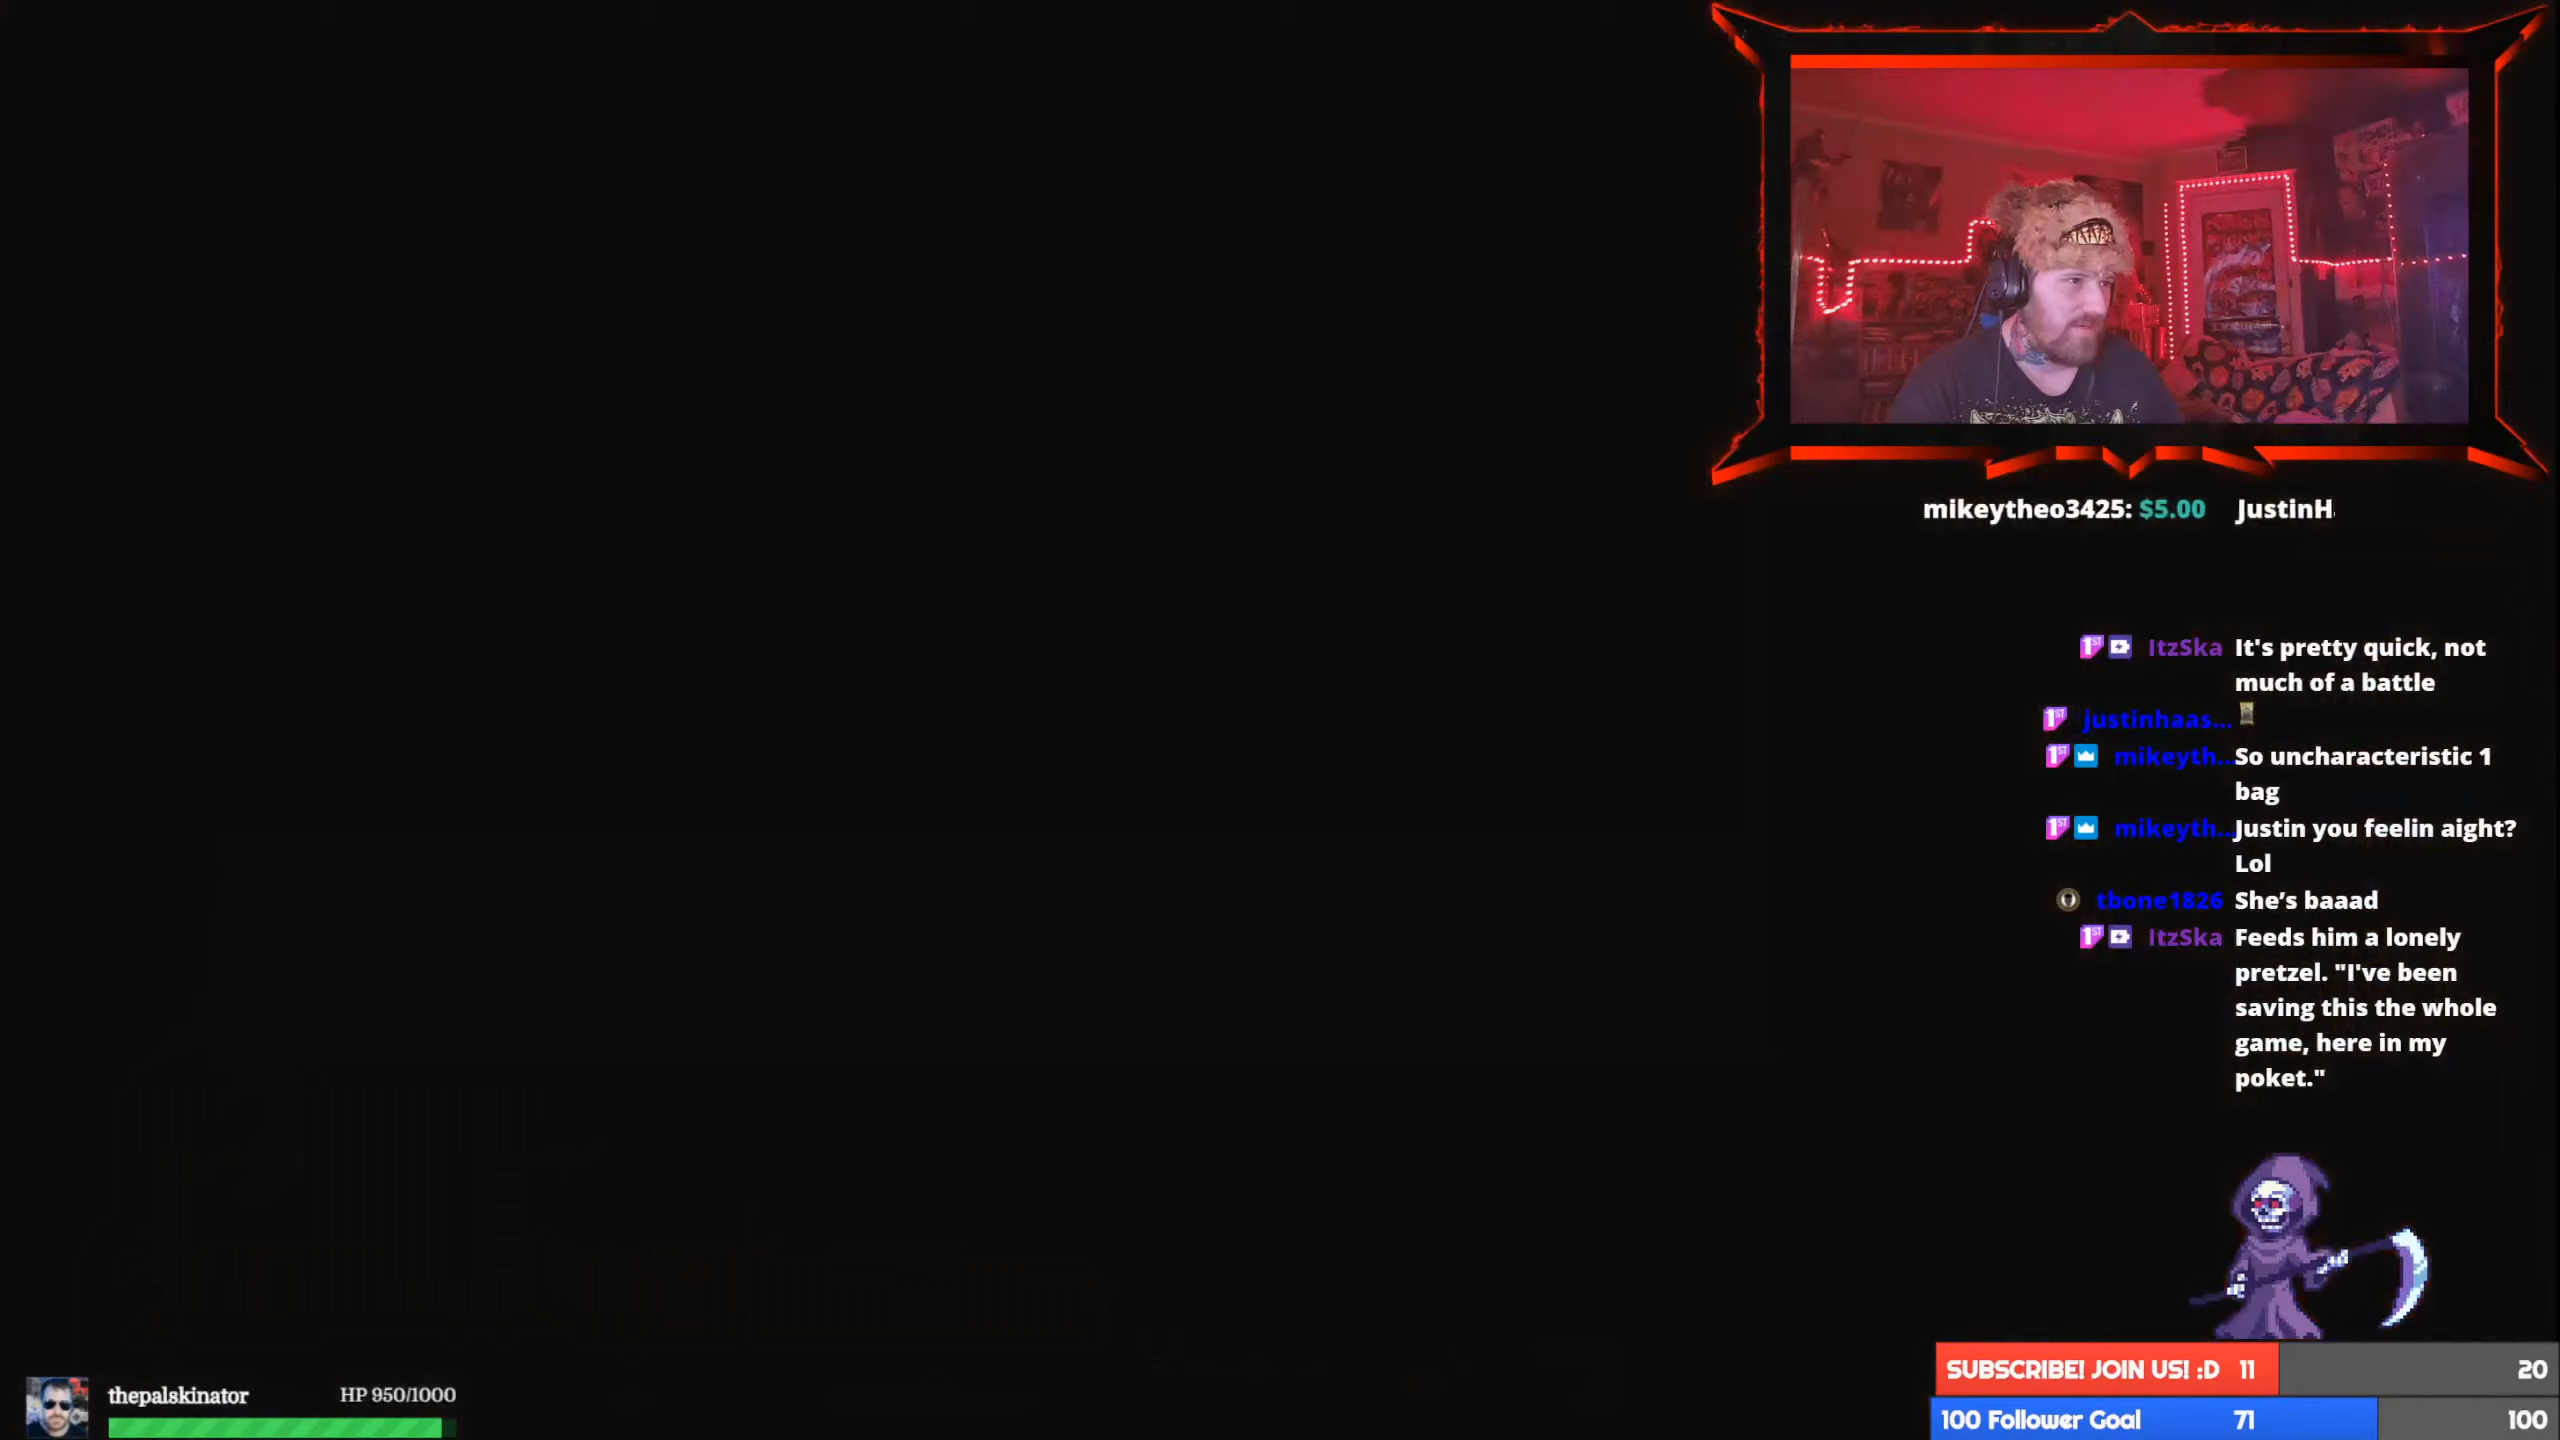 mikeytheo3425: $5.00 JustinH
ItzSka It's pretty quick, not
much of a battle
justinhaas...
mikeyth... So uncharacteristic 1
bag
mikeyth... Justin you feelin aight?
Lol
tbone1826 She's baaad
ItzSka Feeds him a lonely
pretzel. "I've been
saving this the whole
game, here in my
poket."
SUBSCRIBE! JOIN US! :D 11 20
thepalskinator HP 950/1000
100 Follower Goal 71 100